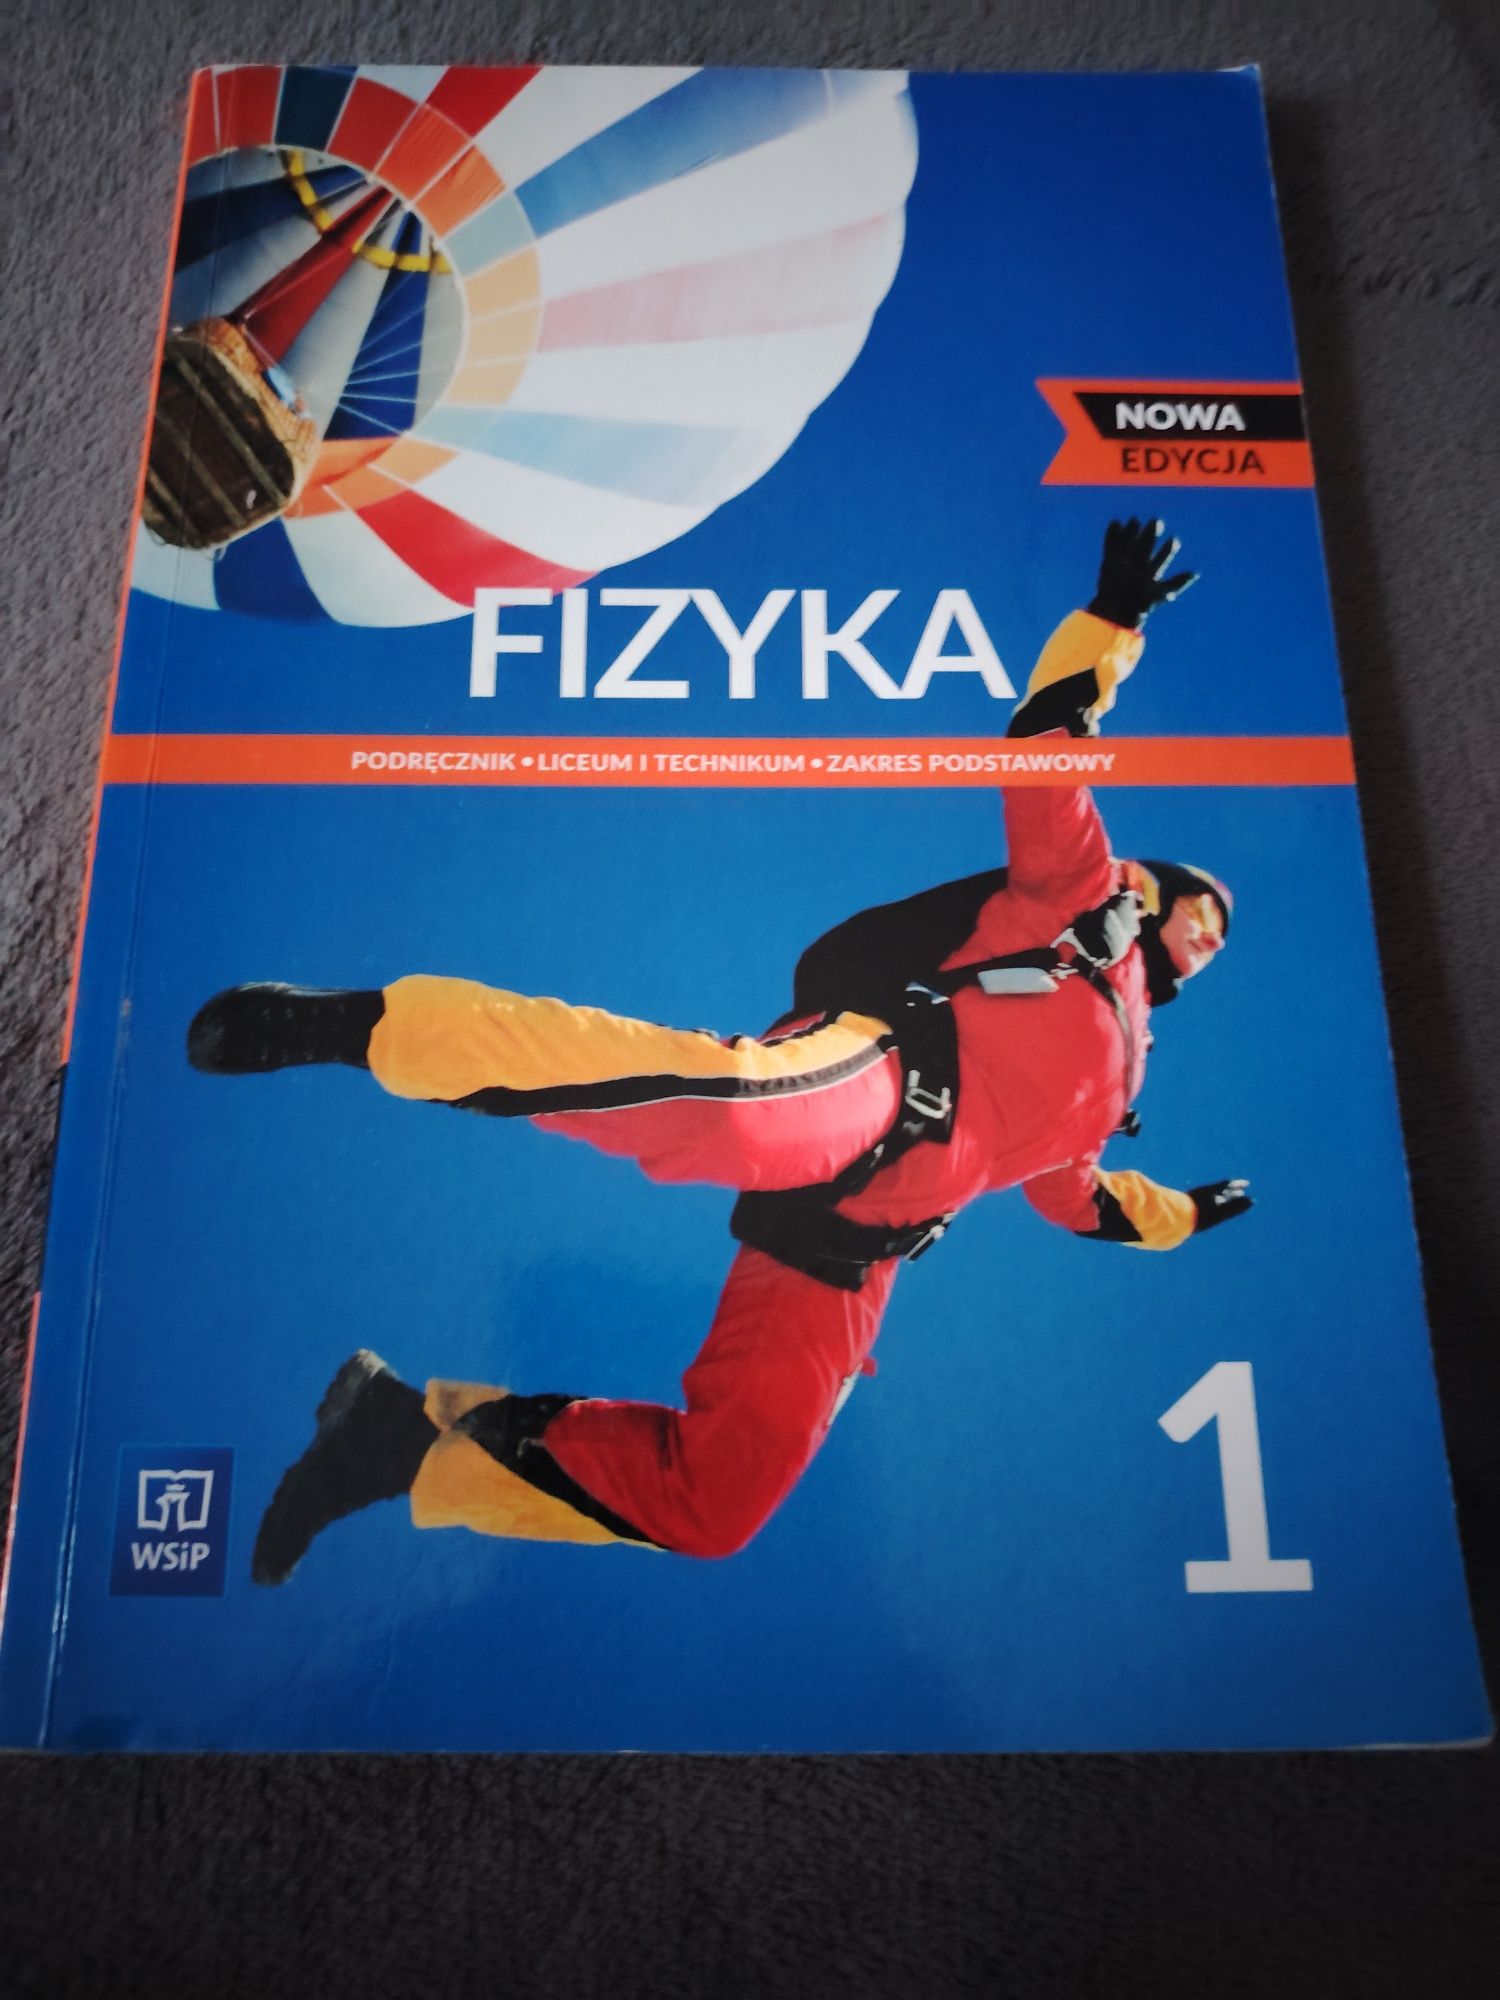 NOWA
EDYCJA
FIZYKA
PODRĘCZNIK • LICEUM I TECHNIKUM • ZAKRES PODSTAWOWY
1
WSiP